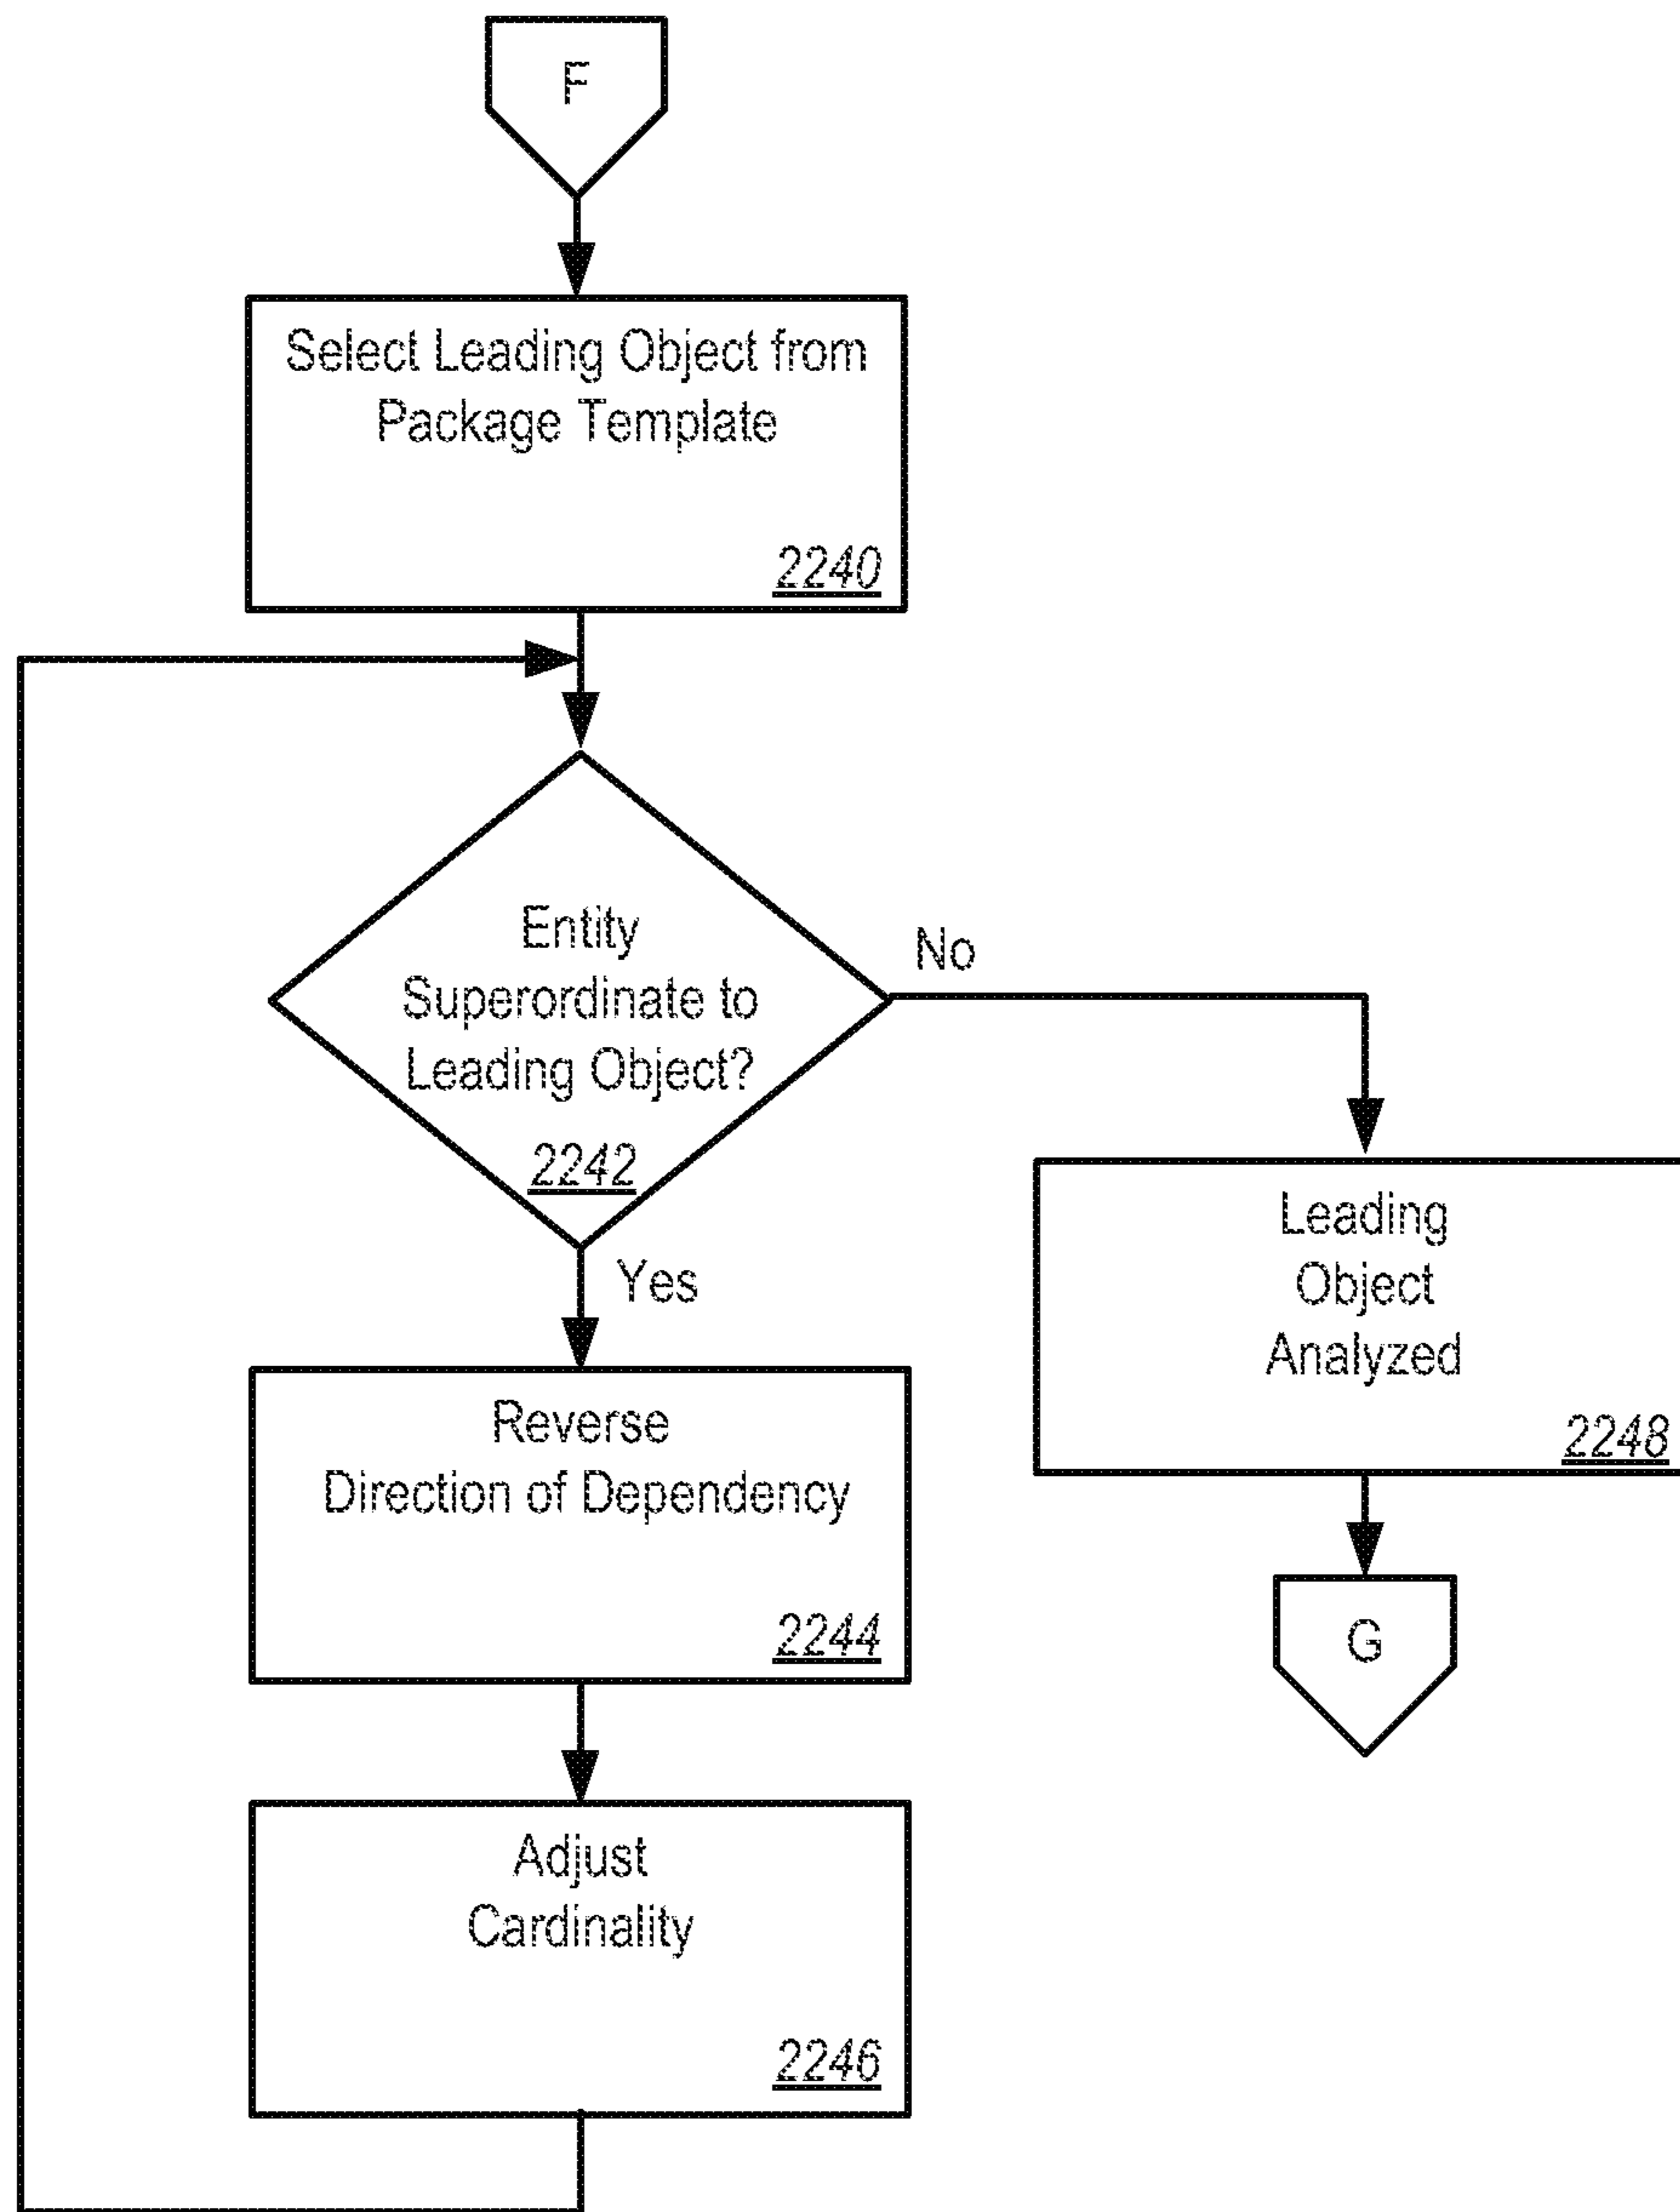 F
Select Leading Object from
Package Template
2240
Entity
Superordinate to
Leading Object?
2242
No
Yes
Leading
Object
Analyzed
2248
Reverse
Direction of Dependency
2244
G
Adjust
Cardinality
2246